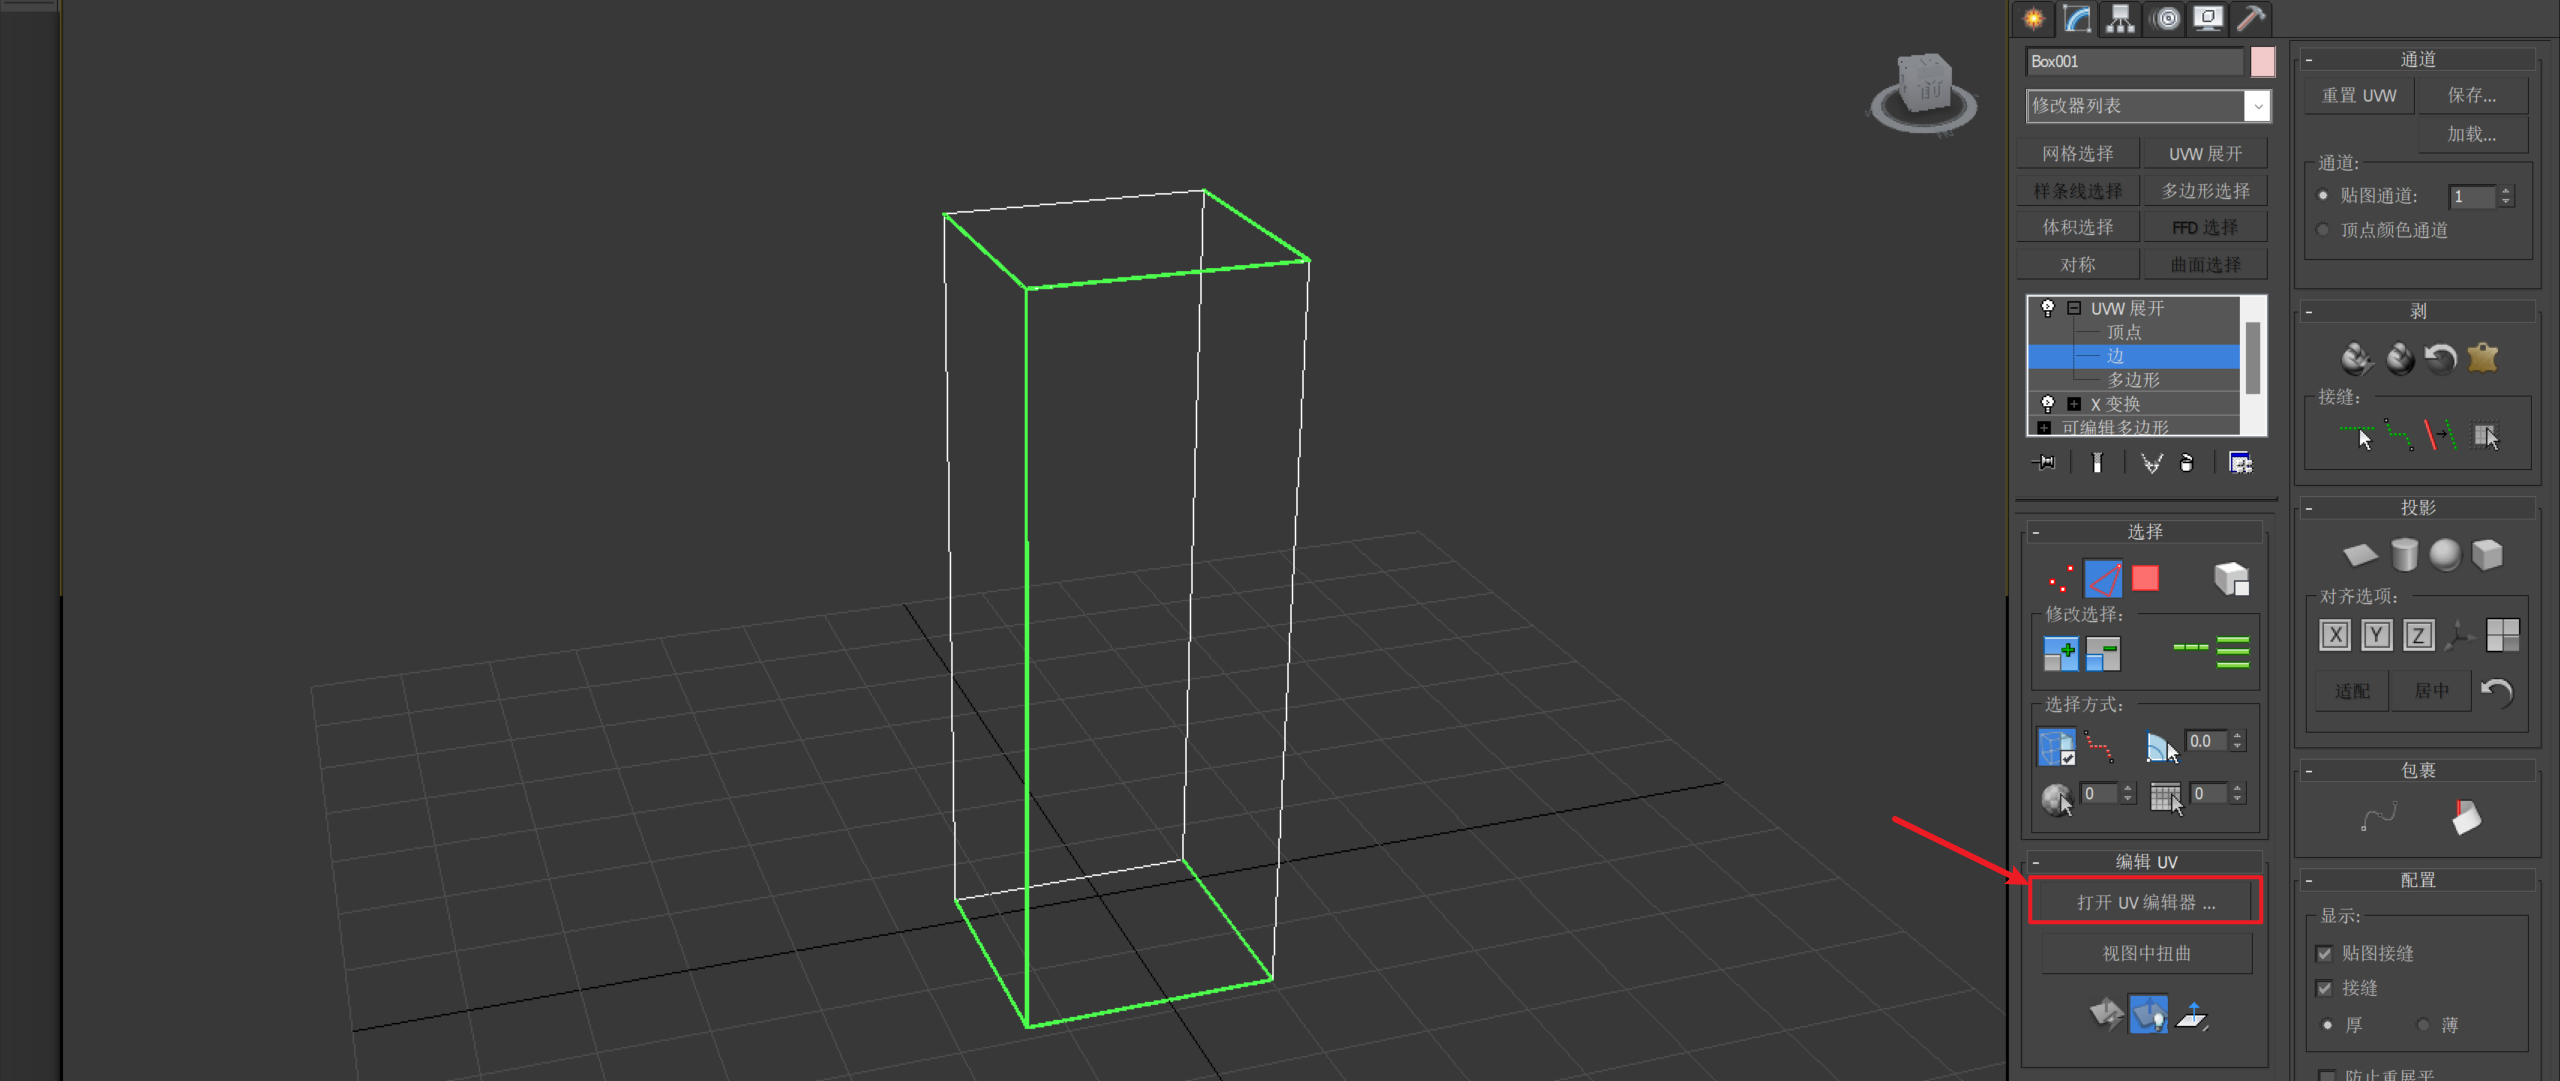 Box001
修改器列表
网格选择 UVW 展开
样条线选择 多边形选择
体积选择 FFD 选择
对称 曲面选择
UVW 展开
顶点
边
多边形
X 变换
可编辑多边形
选择
修改选择：
选择方式：
0.0
0 0
编辑 UV
打开 UV 编辑器 ...
视图中扭曲
通道
重置 UVW 保存...
加载...
通道:
贴图通道: 1
顶点颜色通道
剥
接缝：
投影
对齐选项：
X Y Z
适配 居中
包裹
配置
显示:
贴图接缝
接缝
厚 薄
防止重展平
前